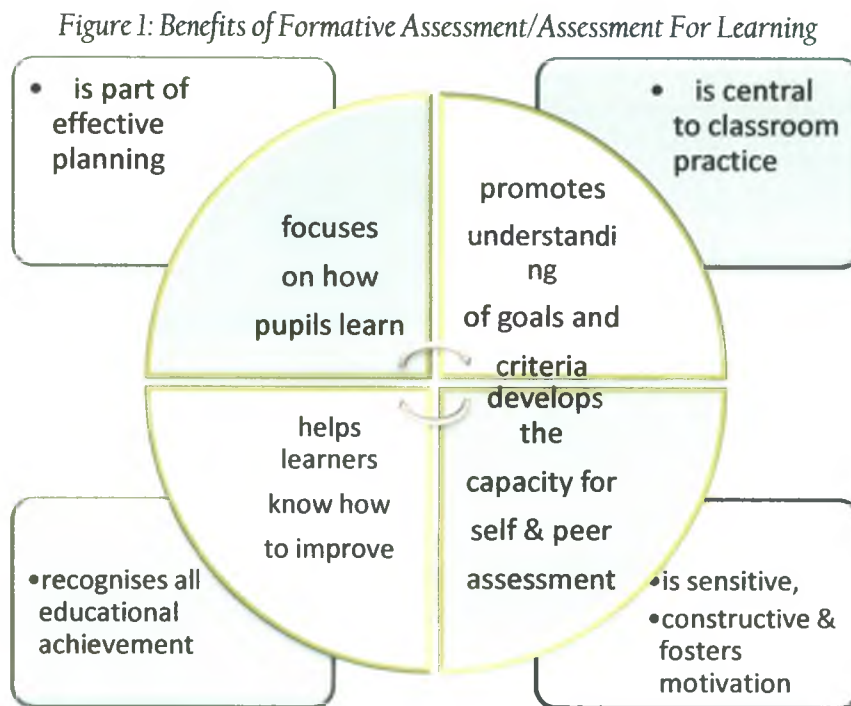 Figure 1: Benefits of Formative Assessment/Assessment For Learning
• is part of
effective
planning
• is central
to classroom
practice
focuses
on how
pupils learn
promotes
understandi
ng
of goals and
criteria
helps
learners
know how
to improve
develops
the
capacity for
self & peer
assessment
•recognises all
educational
achievement
•is sensitive,
•constructive &
fosters
motivation